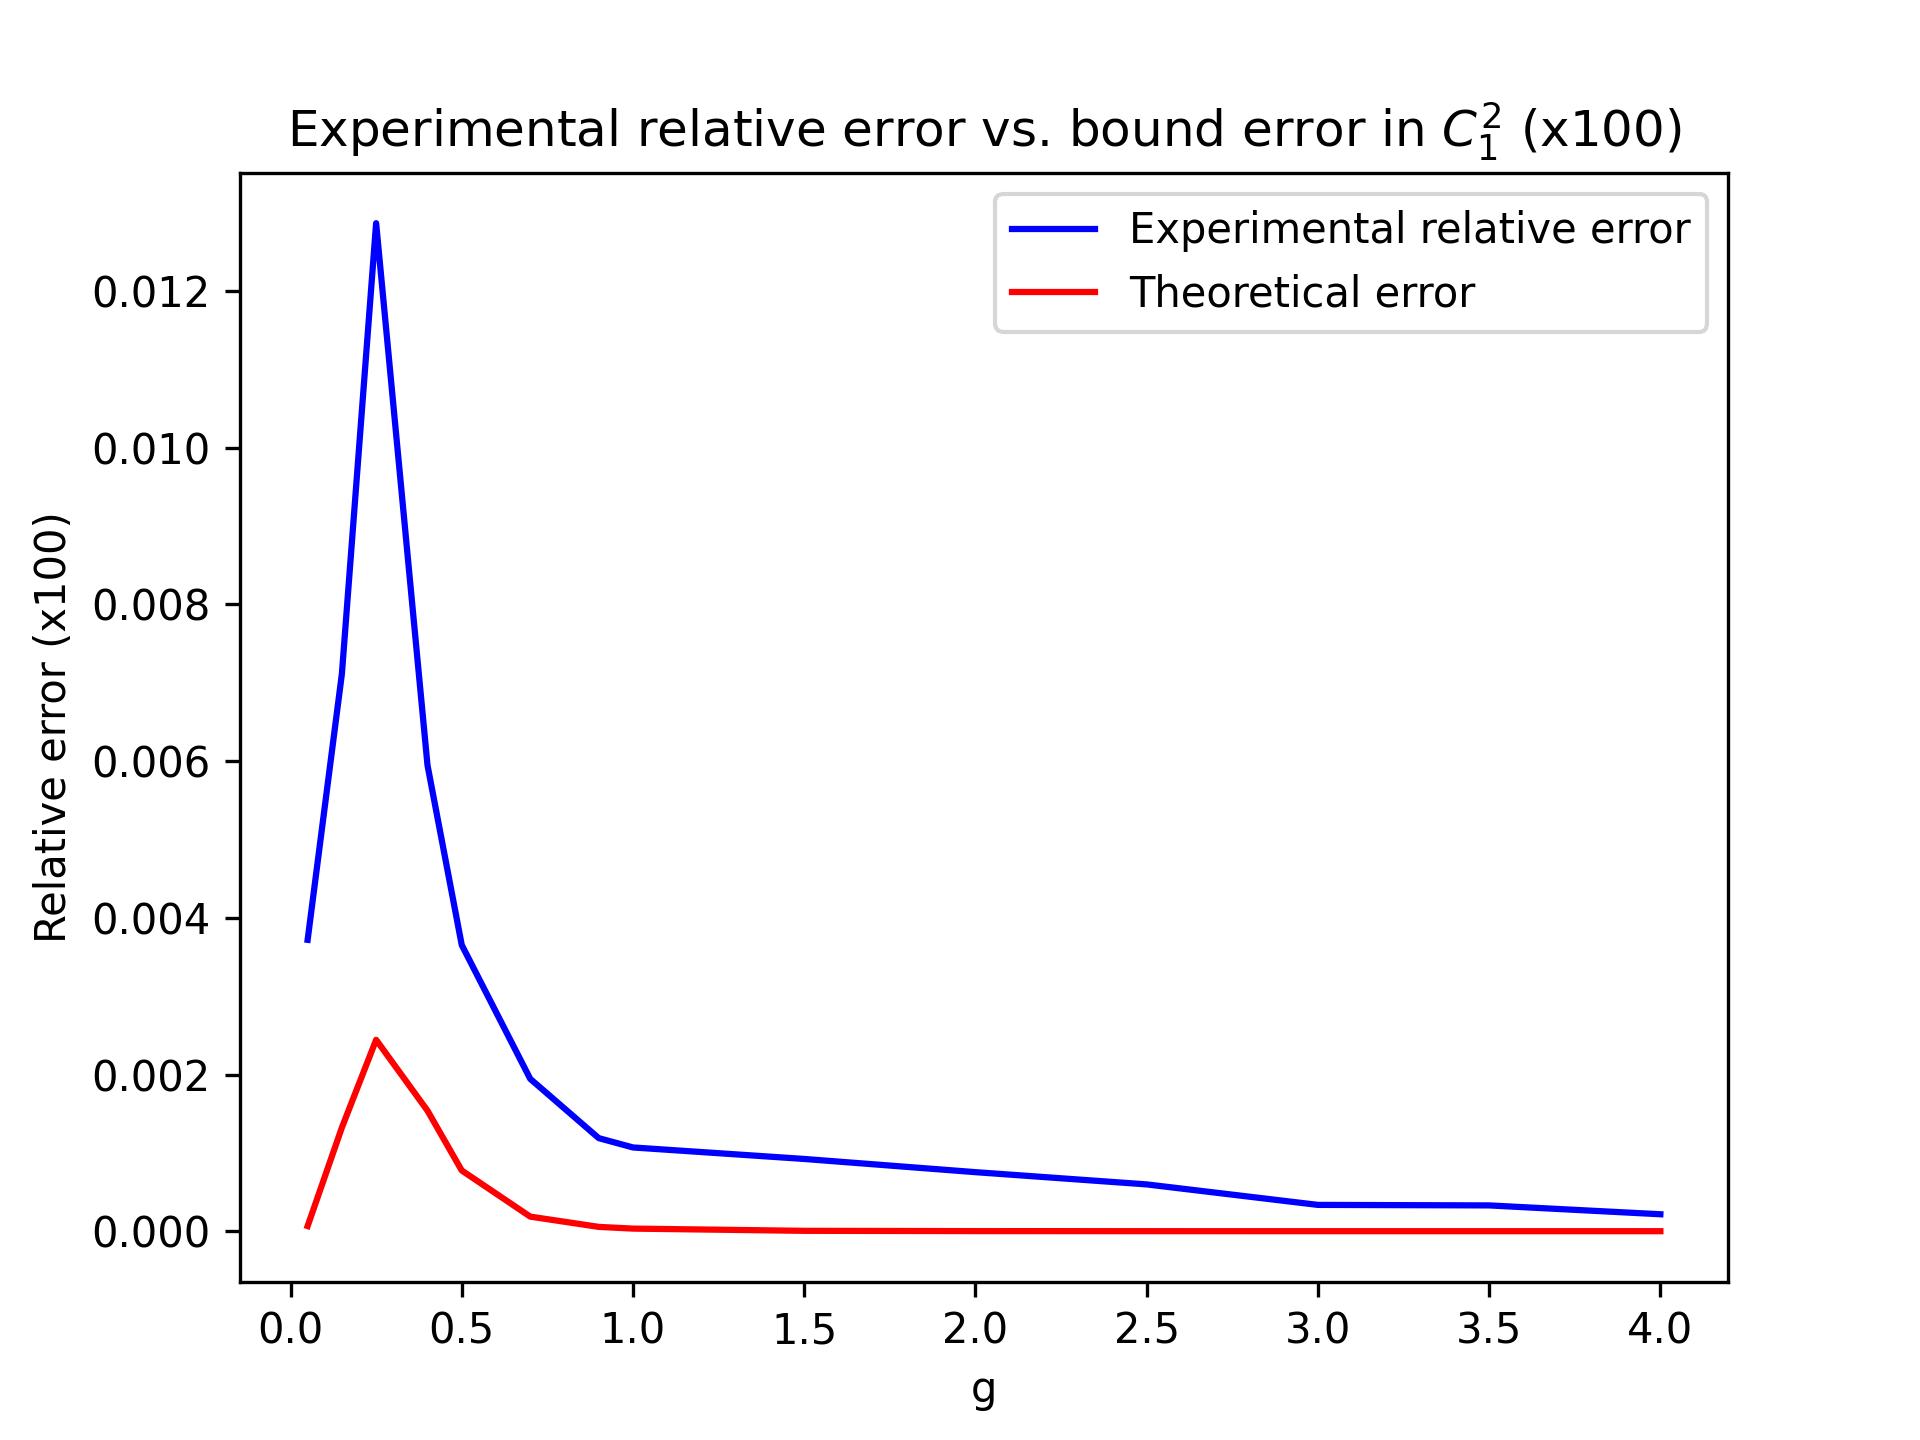 Experimental relative error vs. bound error in $C_1^2$ (x100)
Experimental relative error
Theoretical error
Relative error (x100)
0.012
0.010
0.008
0.006
0.004
0.002
0.000
0.0 0.5 1.0 1.5 2.0 2.5 3.0 3.5 4.0
g